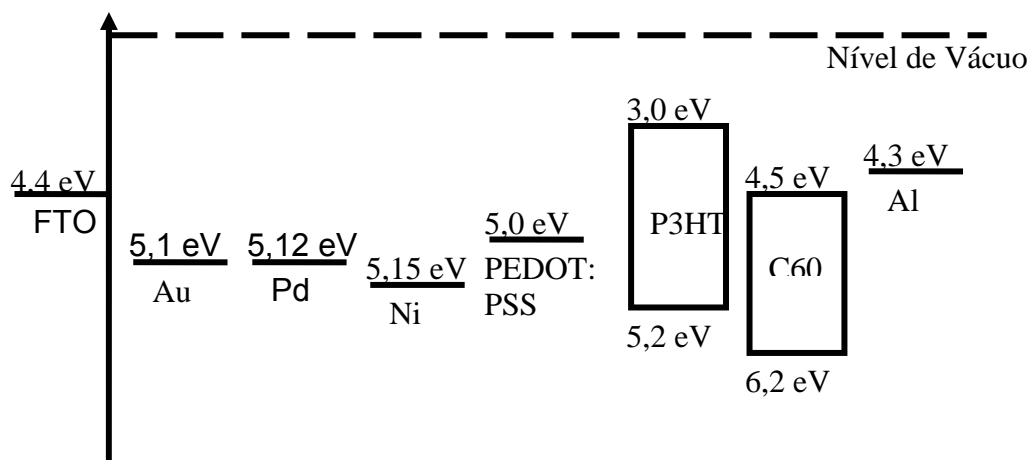 Nível de Vácuo
3,0 eV
4,4 eV
FTO
4,5 eV
4,3 eV
Al
5,1 eV
Au
5,12 eV
Pd
5,15 eV
Ni
5,0 eV
PEDOT:
PSS
P3HT
5,2 eV
C60
6,2 eV